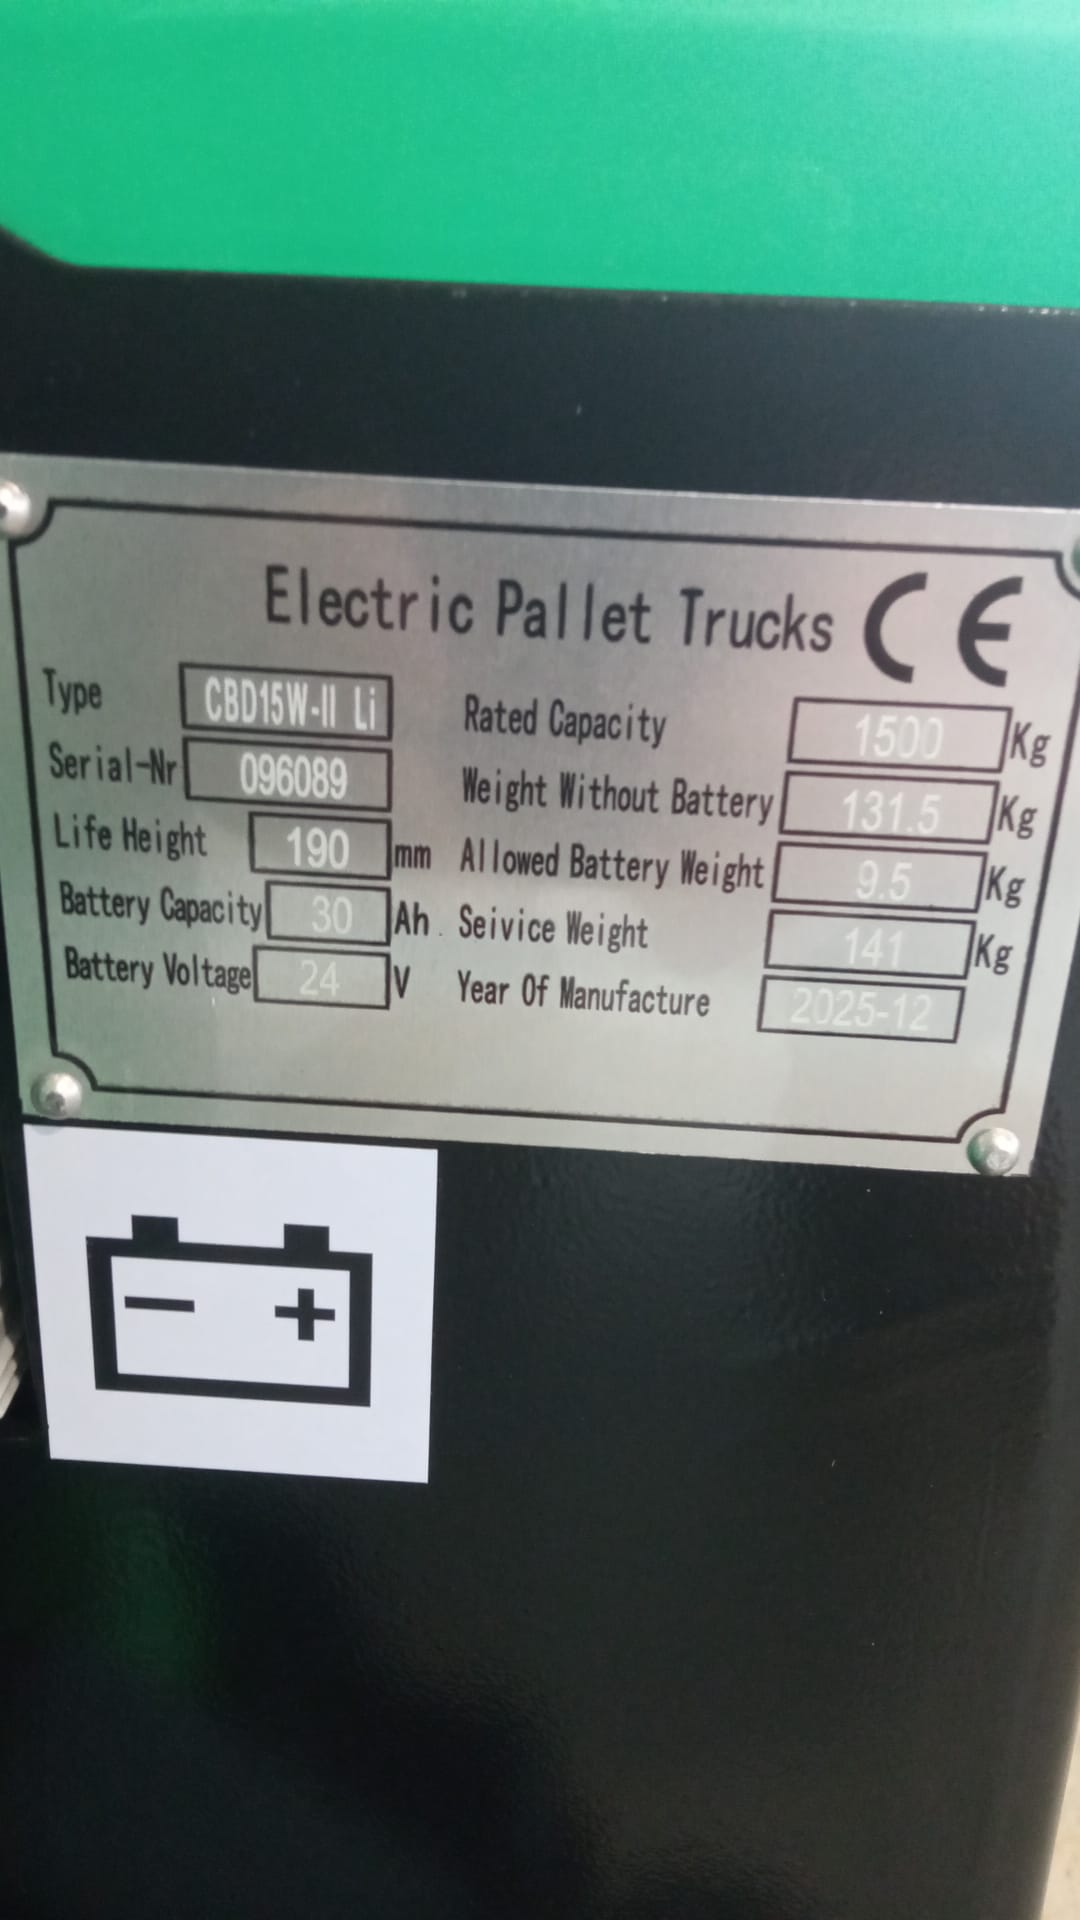 Electric Pallet Trucks CE
Type CBD15W-II Li
Serial-Nr 096089
Life Height 190 mm
Battery Capacity 30 Ah
Battery Voltage 24 V
Rated Capacity 1500 Kg
Weight Without Battery 131.5 Kg
Allowed Battery Weight 9.5 Kg
Seivice Weight 141 Kg
Year Of Manufacture 2025-12
- +